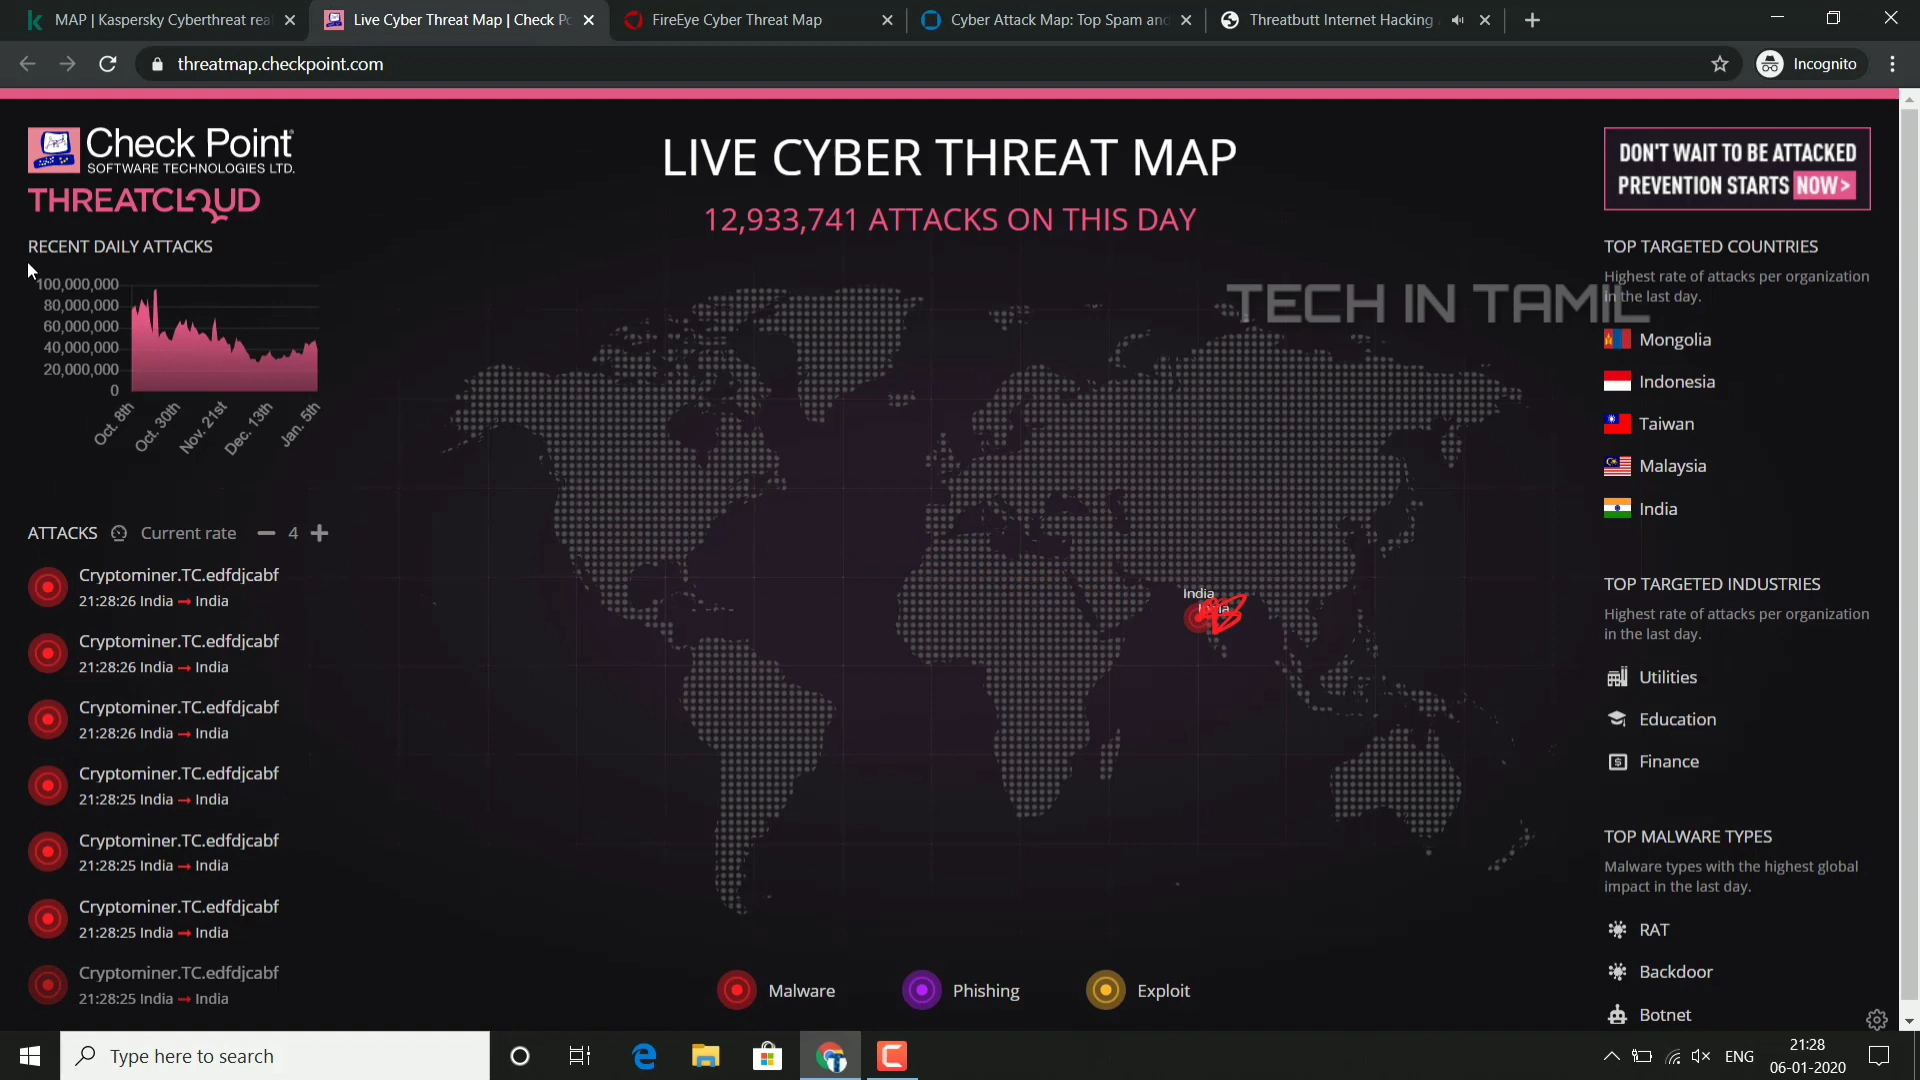 MAP | Kaspersky Cyberthreat rea
Live Cyber Threat Map | Check Po
FireEye Cyber Threat Map
Cyber Attack Map: Top Spam and
Threatbutt Internet Hacking
threatmap.checkpoint.com
Incognito
Check Point
SOFTWARE TECHNOLOGIES LTD.
THREATCLOUD
RECENT DAILY ATTACKS
100,000,000
80,000,000
60,000,000
40,000,000
20,000,000
0
Oct. 8th
Oct. 30th
Nov. 21st
Dec. 13th
Jan. 5th
ATTACKS Current rate − 4 +
Cryptominer.TC.edfdjcabf
21:28:26 India → India
Cryptominer.TC.edfdjcabf
21:28:26 India → India
Cryptominer.TC.edfdjcabf
21:28:26 India → India
Cryptominer.TC.edfdjcabf
21:28:25 India → India
Cryptominer.TC.edfdjcabf
21:28:25 India → India
Cryptominer.TC.edfdjcabf
21:28:25 India → India
Cryptominer.TC.edfdjcabf
21:28:25 India → India
LIVE CYBER THREAT MAP
12,933,741 ATTACKS ON THIS DAY
TECH IN TAMIL
India
Malware
Phishing
Exploit
DON'T WAIT TO BE ATTACKED
PREVENTION STARTS NOW >
TOP TARGETED COUNTRIES
Highest rate of attacks per organization
in the last day.
Mongolia
Indonesia
Taiwan
Malaysia
India
TOP TARGETED INDUSTRIES
Highest rate of attacks per organization
in the last day.
Utilities
Education
Finance
TOP MALWARE TYPES
Malware types with the highest global
impact in the last day.
RAT
Backdoor
Botnet
Type here to search
ENG
21:28
06-01-2020